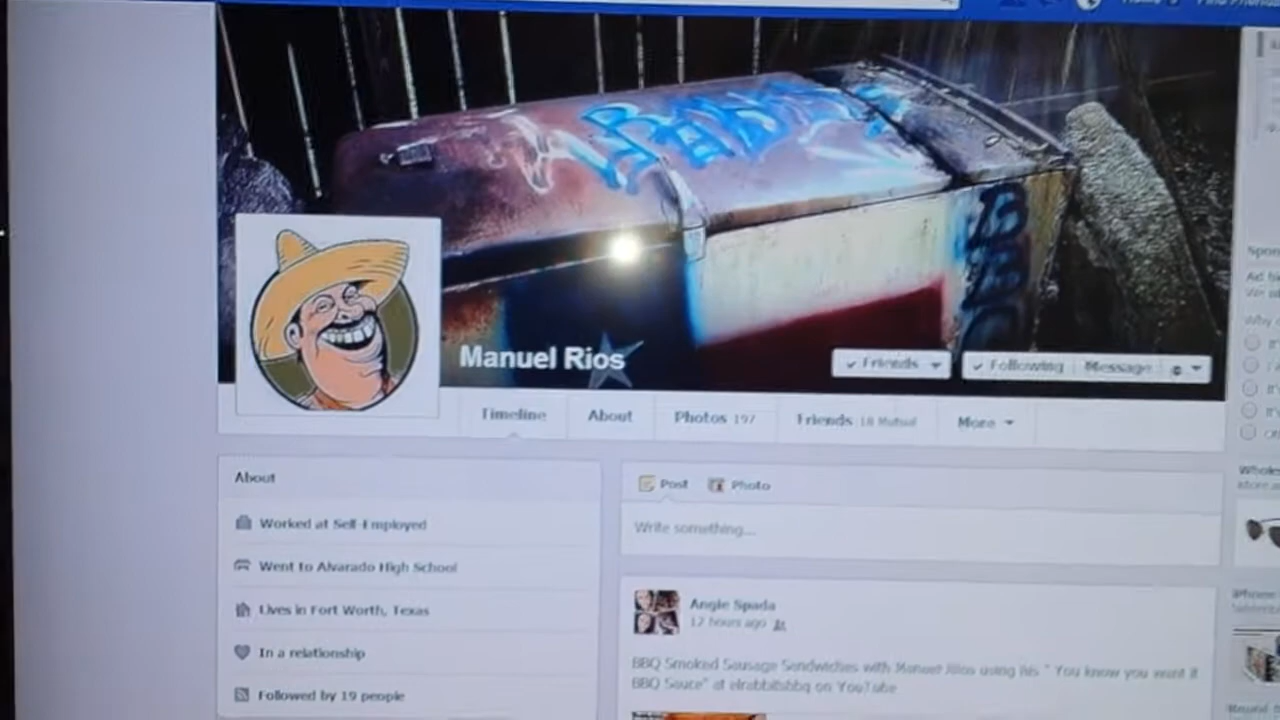 Manuel Rios
Friends
Following
Message
Timeline
About
Photos 197
Friends 18 Mutual
More
About
Worked at Self-Employed
Went to Alvarado High School
Lives in Fort Worth, Texas
In a relationship
Followed by 19 people
Post
Photo
Write something...
Angie Spada
12 hours ago
BBQ Smoked Sausage Sandwiches with Manuel Rios using his " You know you want it
BBQ Sauce" at elrabbitsbbq on YouTube
BBQ